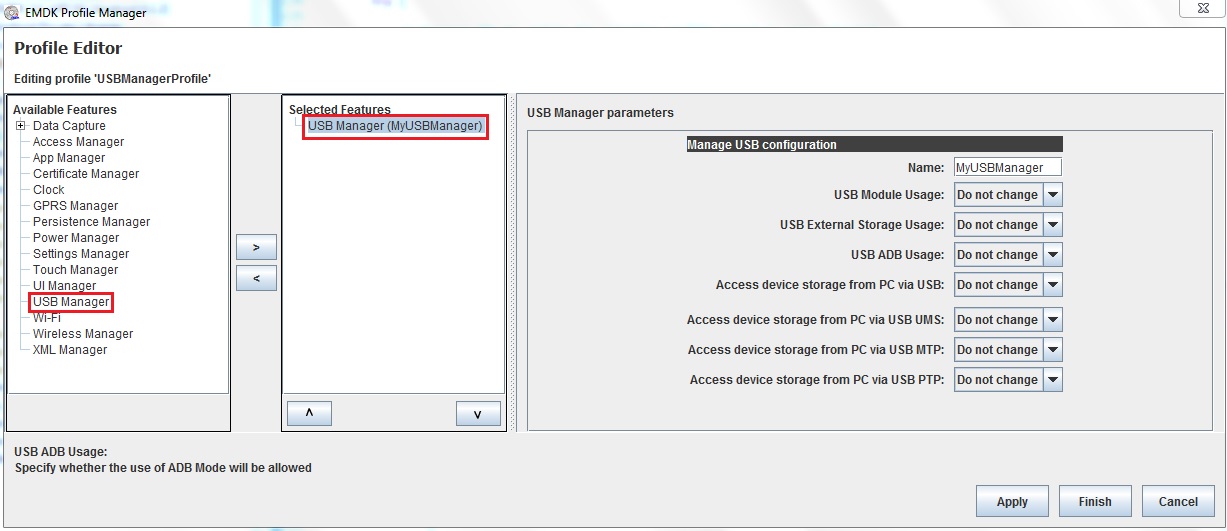 EMDK Profile Manager
Profile Editor
Editing profile 'USBManagerProfile'
Available Features
Data Capture
Access Manager
App Manager
Certificate Manager
Clock
GPRS Manager
Persistence Manager
Power Manager
Settings Manager
Touch Manager
UI Manager
USB Manager
Wi-Fi
Wireless Manager
XML Manager
>
<
Selected Features
USB Manager (MyUSBManager)
^
v
USB Manager parameters
Manage USB configuration
Name: MyUSBManager
USB Module Usage: Do not change
USB External Storage Usage: Do not change
USB ADB Usage: Do not change
Access device storage from PC via USB: Do not change
Access device storage from PC via USB UMS: Do not change
Access device storage from PC via USB MTP: Do not change
Access device storage from PC via USB PTP: Do not change
USB ADB Usage:
Specify whether the use of ADB Mode will be allowed
Apply Finish Cancel